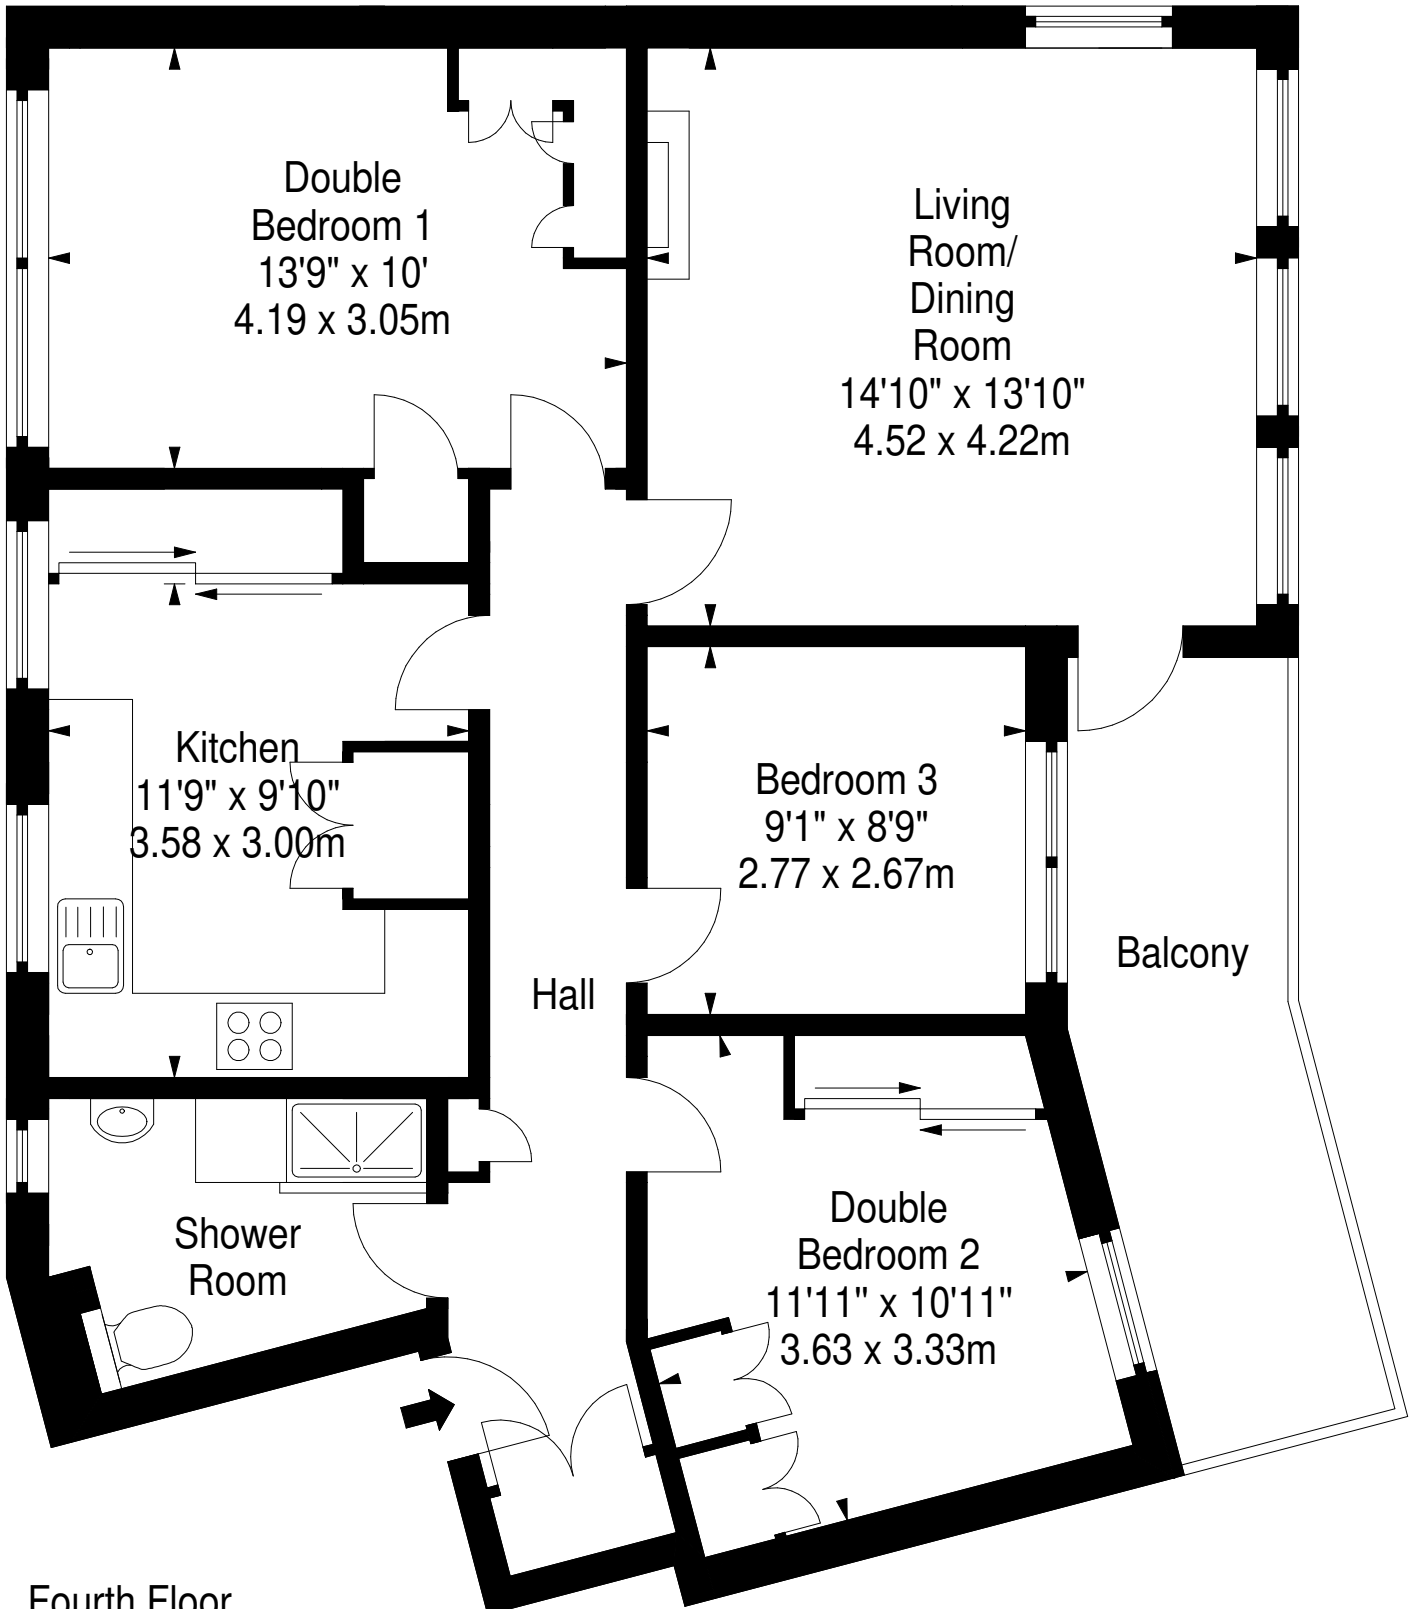 Double
Bedroom 1
13'9" x 10'
4.19 x 3.05m
Living
Room/
Dining
Room
14'10" x 13'10"
4.52 x 4.22m
Kitchen
11'9" x 9'10"
3.58 x 3.00m
Bedroom 3
9'1" x 8'9"
2.77 x 2.67m
Balcony
Hall
Shower
Room
Double
Bedroom 2
11'11" x 10'11"
3.63 x 3.33m
Fourth Floor